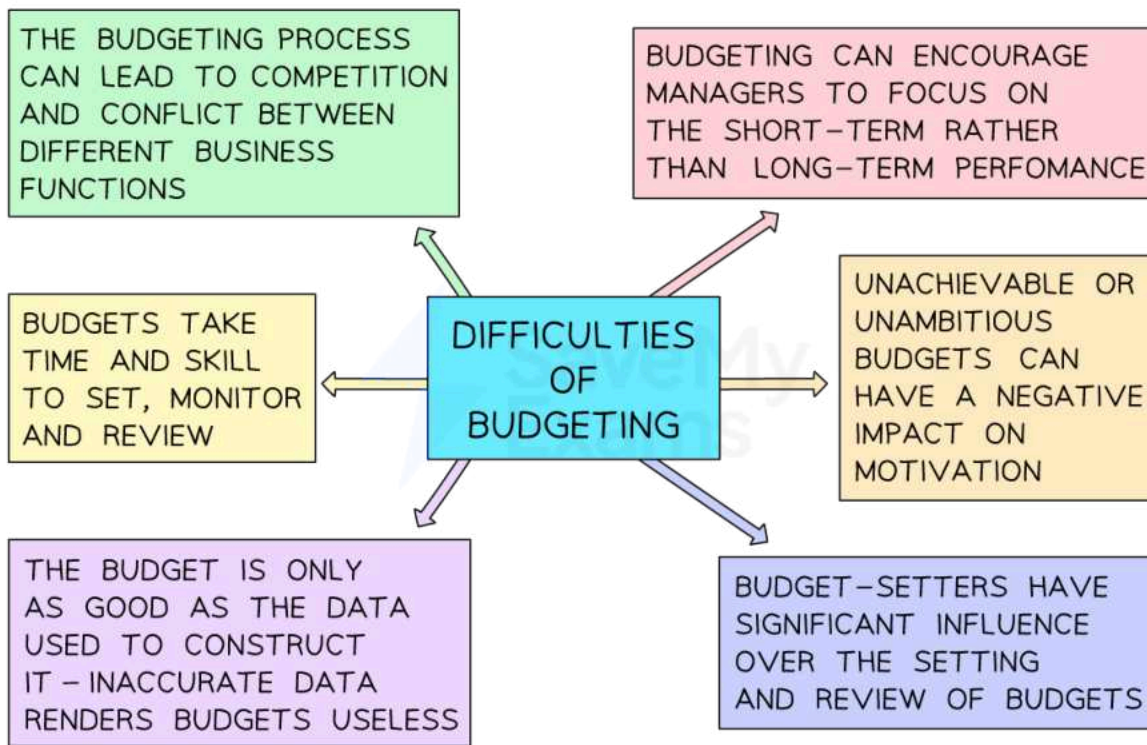 THE BUDGETING PROCESS
CAN LEAD TO COMPETITION
AND CONFLICT BETWEEN
DIFFERENT BUSINESS
FUNCTIONS
BUDGETING CAN ENCOURAGE
MANAGERS TO FOCUS ON
THE SHORT-TERM RATHER
THAN LONG-TERM PERFOMANCE
BUDGETS TAKE
TIME AND SKILL
TO SET, MONITOR
AND REVIEW
DIFFICULTIES
OF
BUDGETING
SaveMy
Exams
UNACHIEVABLE OR
UNAMBITIOUS
BUDGETS CAN
HAVE A NEGATIVE
IMPACT ON
MOTIVATION
THE BUDGET IS ONLY
AS GOOD AS THE DATA
USED TO CONSTRUCT
IT – INACCURATE DATA
RENDERS BUDGETS USELESS
BUDGET-SETTERS HAVE
SIGNIFICANT INFLUENCE
OVER THE SETTING
AND REVIEW OF BUDGETS